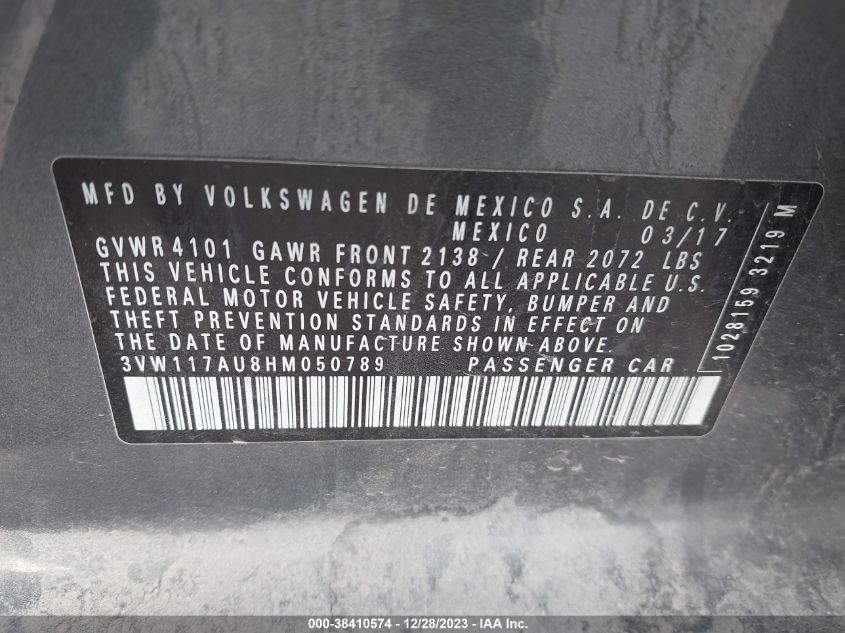 MFD BY VOLKSWAGEN DE MEXICO S.A. DE C.V.
MEXICO 03/17
GVWR 4101 GAWR FRONT 2138 / REAR 2072 LBS
THIS VEHICLE CONFORMS TO ALL APPLICABLE U.S.
FEDERAL MOTOR VEHICLE SAFETY, BUMPER AND
THEFT PREVENTION STANDARDS IN EFFECT ON
THE DATE OF MANUFACTURE SHOWN ABOVE.
3VW117AU8HM050789 PASSENGER CAR
1028159 3219 M
000-38410574 - 12/28/2023 - IAA Inc.